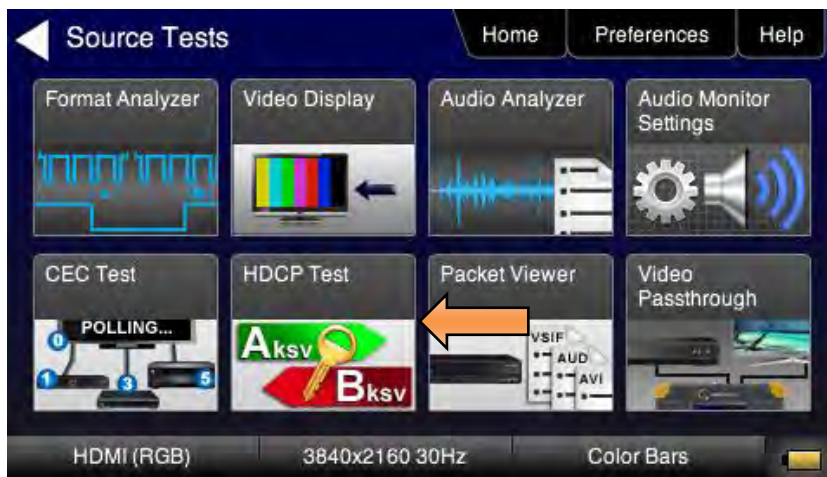 Source Tests
Home
Preferences
Help
Format Analyzer
Video Display
Audio Analyzer
Audio Monitor
Settings
CEC Test
HDCP Test
Packet Viewer
Video
Passthrough
POLLING...
0
1
3
5
Aksv
Bksv
VSIF
AUD
AVI
HDMI (RGB)
3840x2160 30Hz
Color Bars